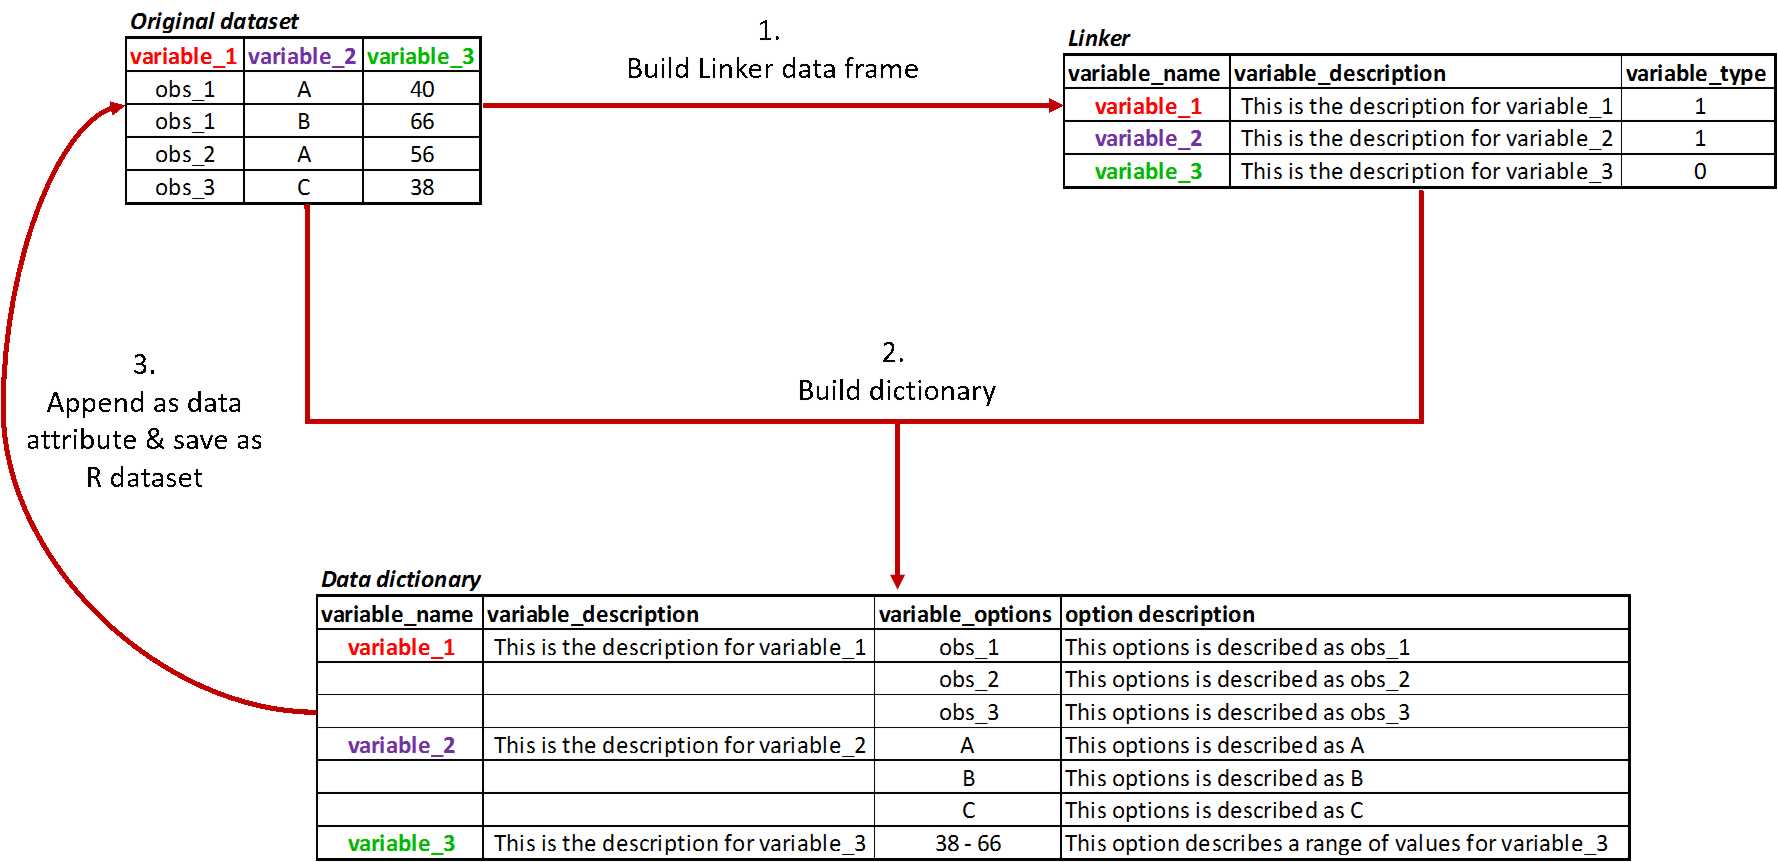 Original dataset
variable_1 variable_2 variable_3
obs_1 A 40
obs_1 B 66
obs_2 A 56
obs_3 C 38
1.
Build Linker data frame
Linker
variable_name variable_description variable_type
variable_1 This is the description for variable_1 1
variable_2 This is the description for variable_2 1
variable_3 This is the description for variable_3 0
2.
Build dictionary
3.
Append as data
attribute & save as
R dataset
Data dictionary
variable_name variable_description variable_options option description
variable_1 This is the description for variable_1 obs_1 This options is described as obs_1
obs_2 This options is described as obs_2
obs_3 This options is described as obs_3
variable_2 This is the description for variable_2 A This options is described as A
B This options is described as B
C This options is described as C
variable_3 This is the description for variable_3 38 - 66 This option describes a range of values for variable_3